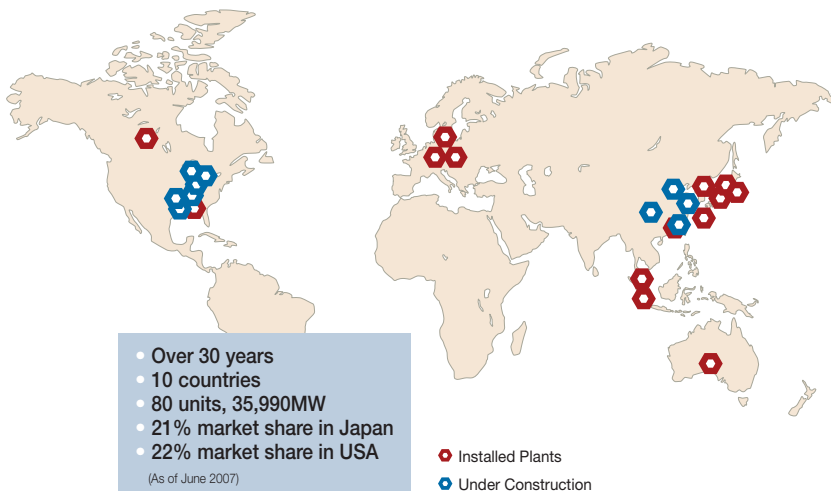 Over 30 years
10 countries
80 units, 35,990MW
21% market share in Japan
22% market share in USA
(As of June 2007)
Installed Plants
Under Construction